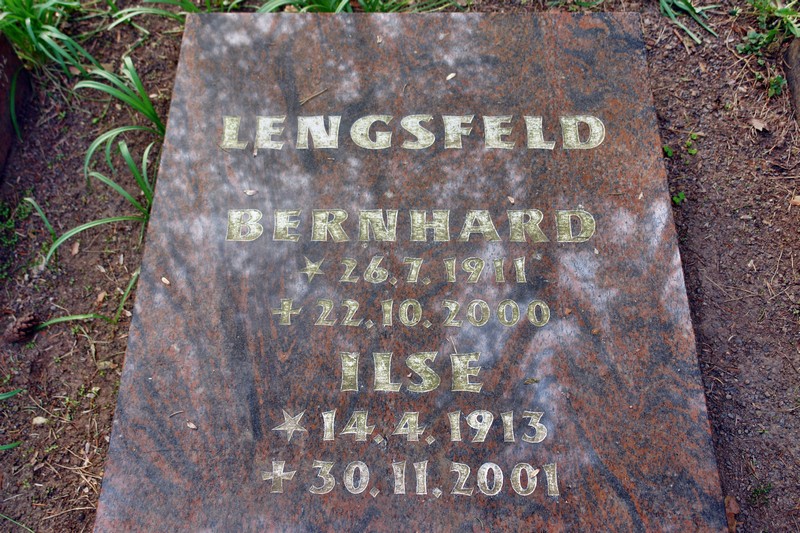 LENGSFELD
BERNHARD
☆ 26.7.1911
+ 22.10.2000
ILSE
☆ 14.4.1913
+ 30.11.2001